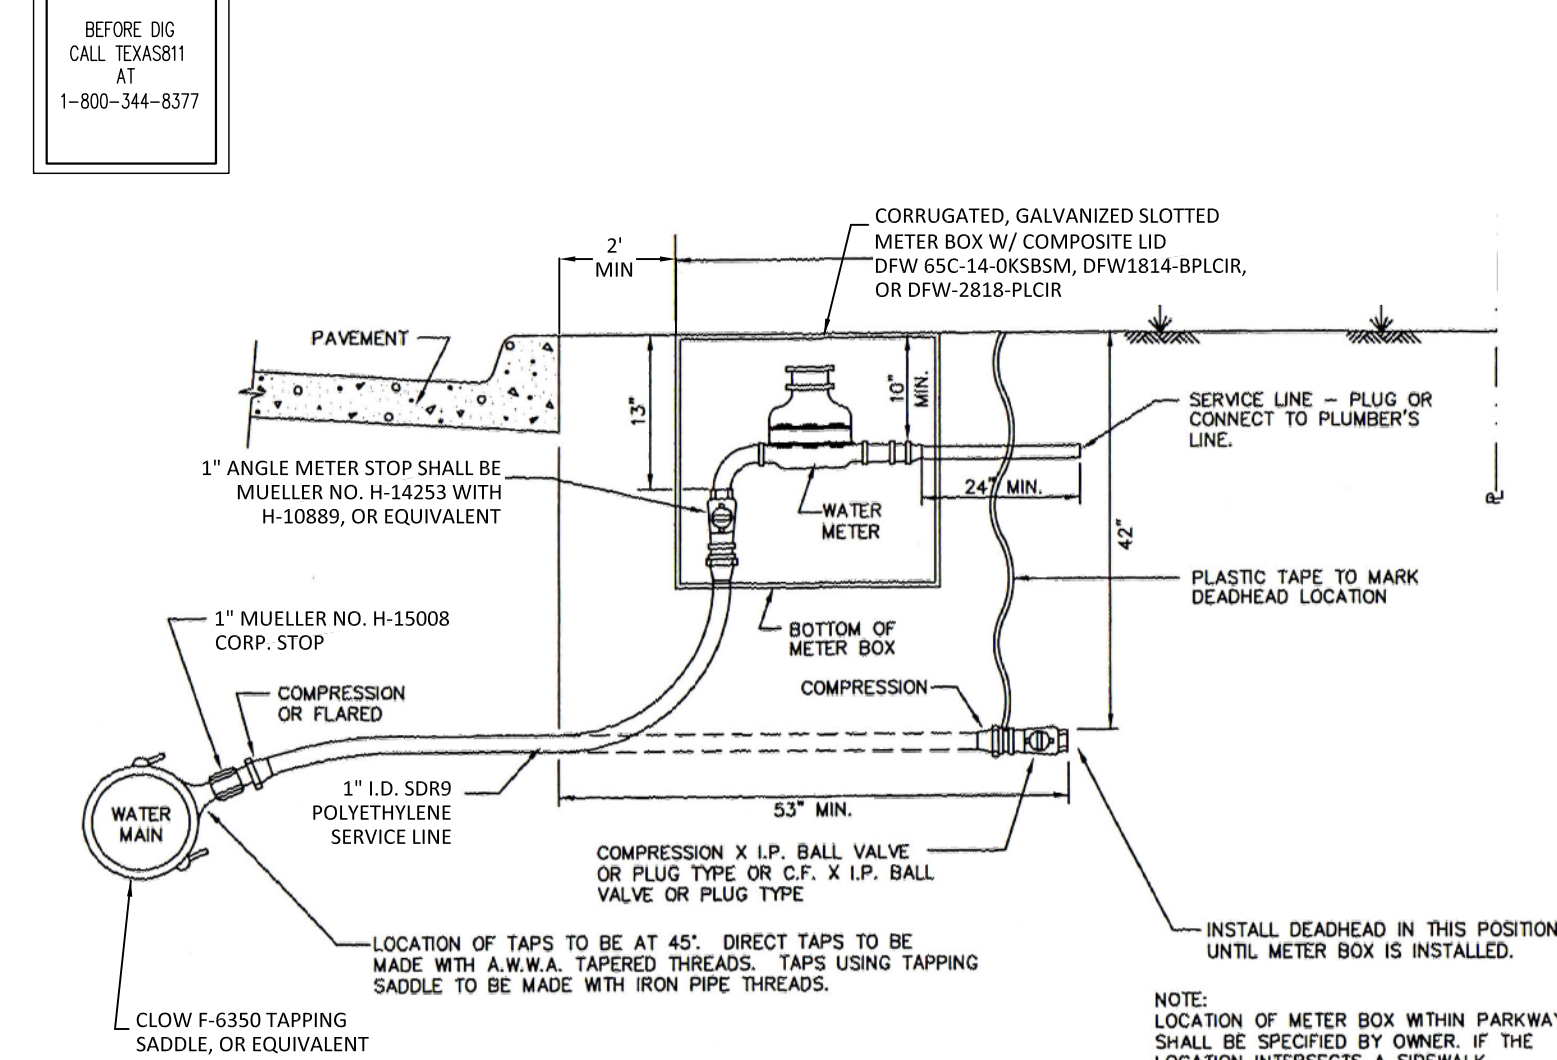 BEFORE DIG
CALL TEXAS811
AT
1-800-344-8377
CORRUGATED, GALVANIZED SLOTTED
METER BOX W/ COMPOSITE LID
DFW 65C-14-0KSBSM, DFW1814-BPLCIR,
OR DFW-2818-PLCIR
2'
MIN
PAVEMENT
13"
10"
MIN.
SERVICE LINE - PLUG OR
CONNECT TO PLUMBER'S
LINE.
1" ANGLE METER STOP SHALL BE
MUELLER NO. H-14253 WITH
H-10889, OR EQUIVALENT
24" MIN.
WATER
METER
42"
PLASTIC TAPE TO MARK
DEADHEAD LOCATION
1" MUELLER NO. H-15008
CORP. STOP
BOTTOM OF
METER BOX
COMPRESSION
OR FLARED
COMPRESSION
1" I.D. SDR9
POLYETHYLENE
SERVICE LINE
WATER
MAIN
53" MIN.
COMPRESSION X I.P. BALL VALVE
OR PLUG TYPE OR C.F. X I.P. BALL
VALVE OR PLUG TYPE
INSTALL DEADHEAD IN THIS POSITION
UNTIL METER BOX IS INSTALLED.
LOCATION OF TAPS TO BE AT 45°. DIRECT TAPS TO BE
MADE WITH A.W.W.A. TAPERED THREADS. TAPS USING TAPPING
SADDLE TO BE MADE WITH IRON PIPE THREADS.
CLOW F-6350 TAPPING
SADDLE, OR EQUIVALENT
NOTE:
LOCATION OF METER BOX WITHIN PARKWAY
SHALL BE SPECIFIED BY OWNER. IF THE
LOCATION INTERSECTS A SIDEWALK